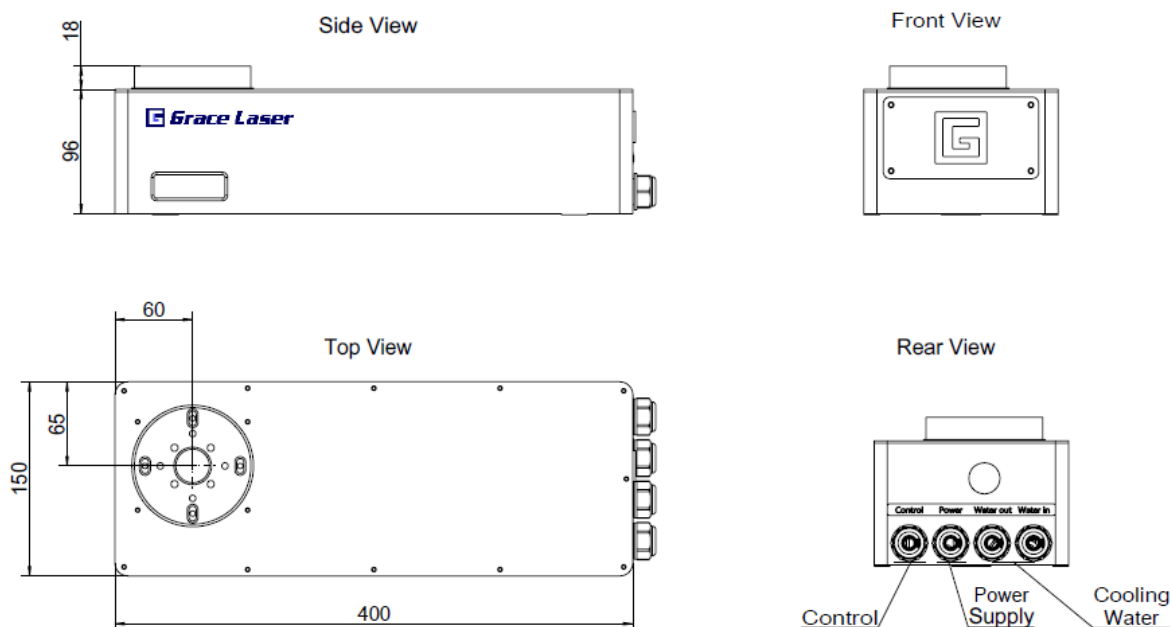 Side View
Front View
18
96
G Grace Laser
G
60
Top View
Rear View
65
150
400
Control Power Water out Water in
Control
Power
Supply
Cooling
Water